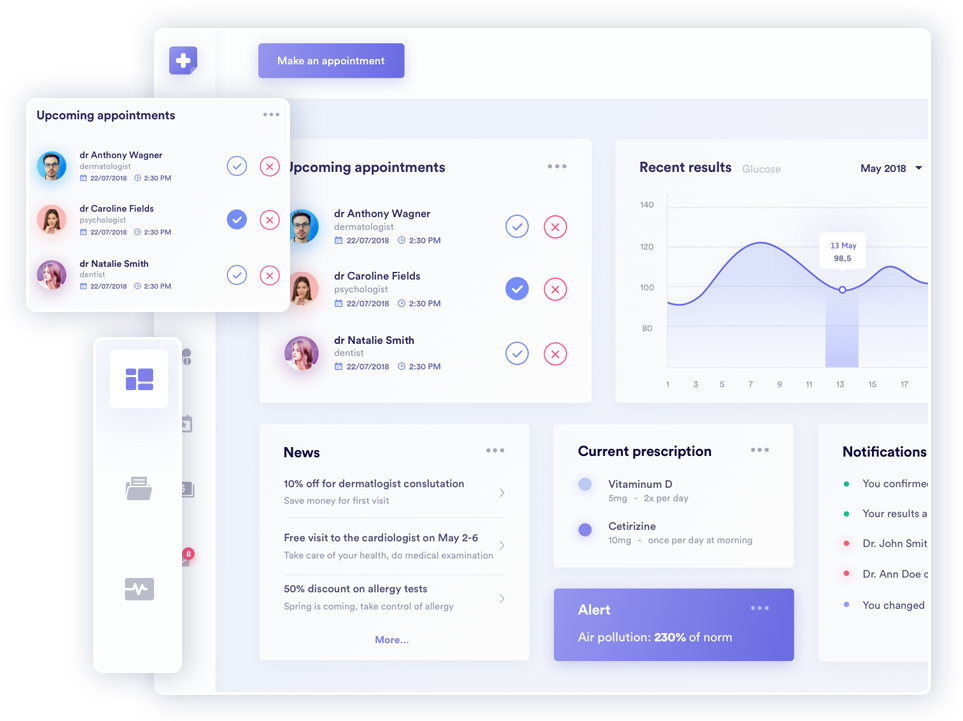 Make an appointment
Upcoming appointments
dr Anthony Wagner
dermatologist
22/07/2018 2:30 PM
dr Caroline Fields
psychologist
22/07/2018 2:30 PM
dr Natalie Smith
dentist
22/07/2018 2:30 PM
Upcoming appointments
dr Anthony Wagner
dermatologist
22/07/2018 2:30 PM
dr Caroline Fields
psychologist
22/07/2018 2:30 PM
dr Natalie Smith
dentist
22/07/2018 2:30 PM
Recent results Glucose May 2018
140
120
100
80
13 May
98,5
1 3 5 7 9 11 13 15 17
8
News
10% off for dermatlogist conslutation
Save money for first visit
Free visit to the cardiologist on May 2-6
Take care of your health, do medical examination
50% discount on allergy tests
Spring is coming, take control of allergy
More...
Current prescription
Vitaminum D
5mg - 2x per day
Cetirizine
10mg - once per day at morning
Alert
Air pollution: 230% of norm
Notifications
You confirme
Your results a
Dr. John Smit
Dr. Ann Doe c
You changed